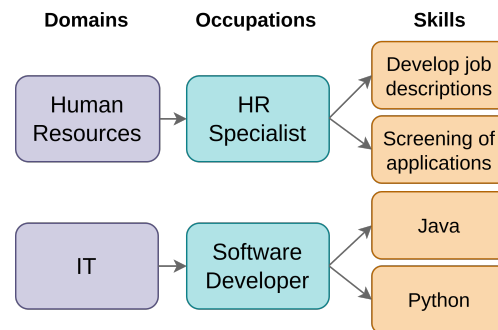 Domains Occupations Skills
Human
Resources
HR
Specialist
Develop job
descriptions
Screening of
applications
IT
Software
Developer
Java
Python